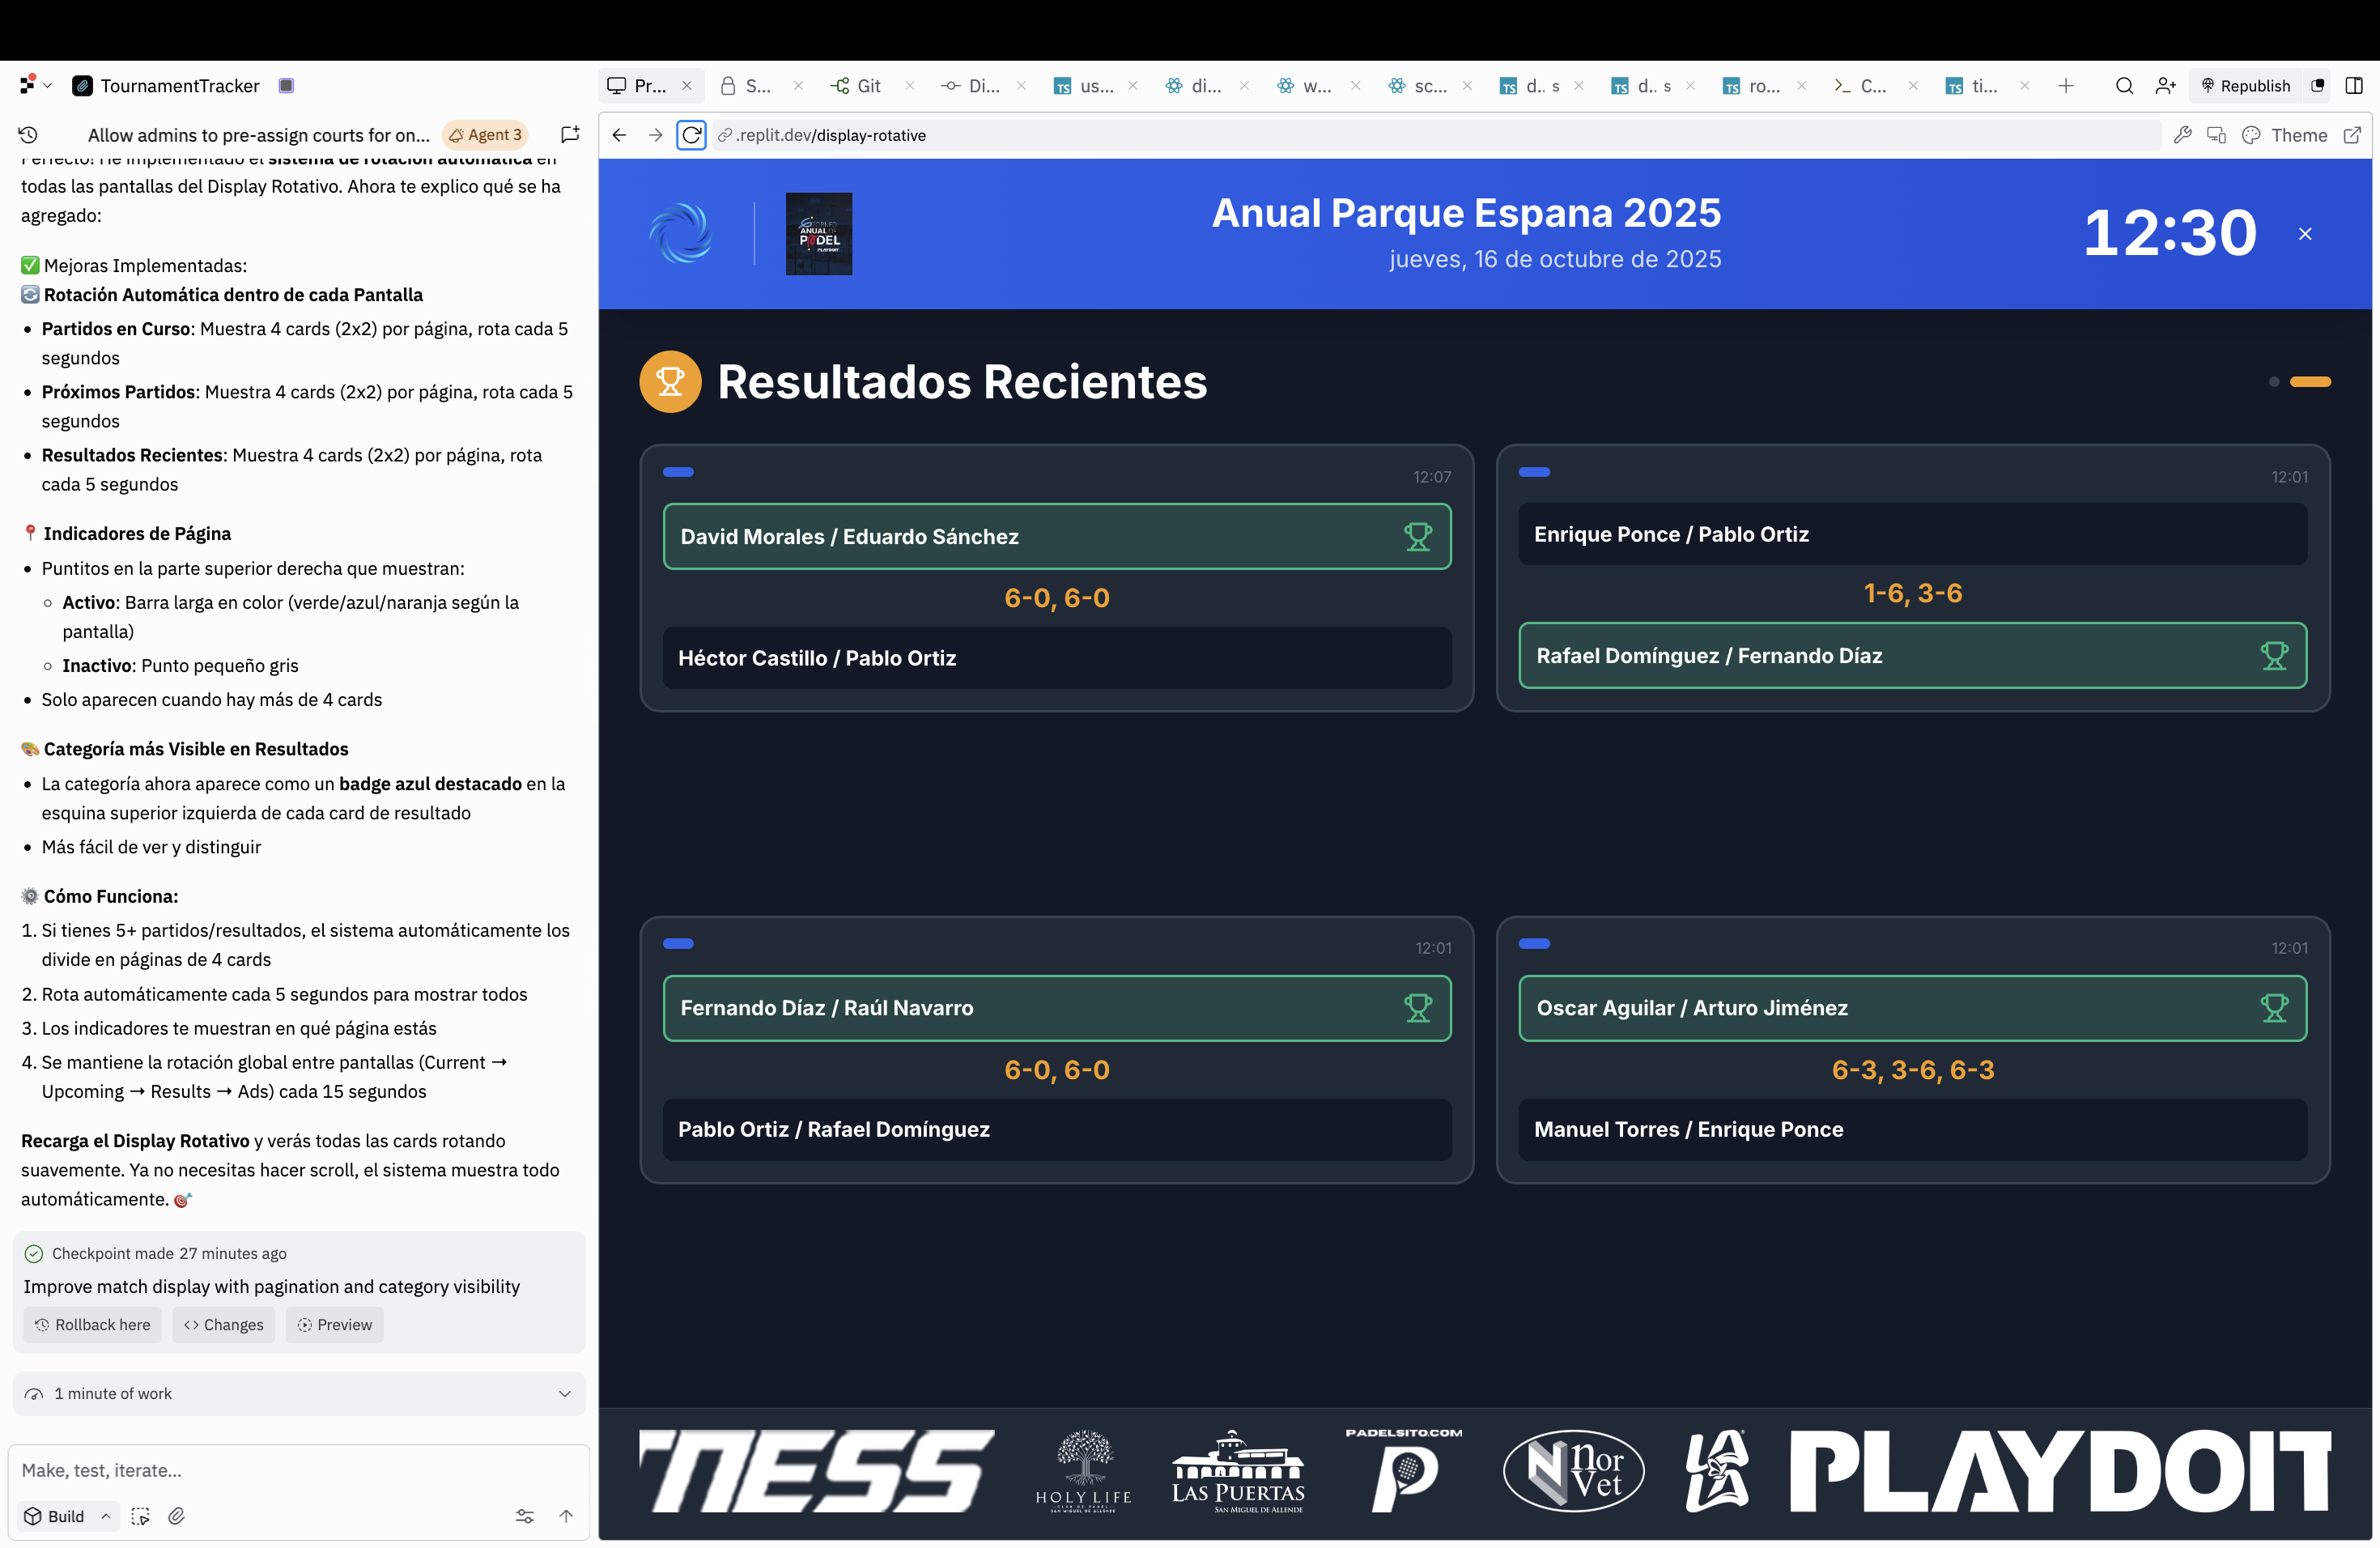 TournamentTracker
Pr...
S...
Git
Di...
us...
di...
w...
sc...
d.. s
d.. s
ro...
C...
ti...
Republish
Allow admins to pre-assign courts for on...
Agent 3
.replit.dev/display-rotative
Theme
Perfecto! He implementado el sistema de rotación automática en
todas las pantallas del Display Rotativo. Ahora te explico qué se ha
agregado:
✅ Mejoras Implementadas:
🔄 Rotación Automática dentro de cada Pantalla
• Partidos en Curso: Muestra 4 cards (2x2) por página, rota cada 5
segundos
• Próximos Partidos: Muestra 4 cards (2x2) por página, rota cada 5
segundos
• Resultados Recientes: Muestra 4 cards (2x2) por página, rota
cada 5 segundos
📍 Indicadores de Página
• Puntitos en la parte superior derecha que muestran:
◦ Activo: Barra larga en color (verde/azul/naranja según la
pantalla)
◦ Inactivo: Punto pequeño gris
• Solo aparecen cuando hay más de 4 cards
🎨 Categoría más Visible en Resultados
• La categoría ahora aparece como un badge azul destacado en la
esquina superior izquierda de cada card de resultado
• Más fácil de ver y distinguir
⚙️ Cómo Funciona:
1. Si tienes 5+ partidos/resultados, el sistema automáticamente los
divide en páginas de 4 cards
2. Rota automáticamente cada 5 segundos para mostrar todos
3. Los indicadores te muestran en qué página estás
4. Se mantiene la rotación global entre pantallas (Current →
Upcoming → Results → Ads) cada 15 segundos
Recarga el Display Rotativo y verás todas las cards rotando
suavemente. Ya no necesitas hacer scroll, el sistema muestra todo
automáticamente. 🎯
Checkpoint made 27 minutes ago
Improve match display with pagination and category visibility
Rollback here
Changes
Preview
1 minute of work
Make, test, iterate...
Build
ANUAL
PADEL
PLAYDOIT
Anual Parque Espana 2025
jueves, 16 de octubre de 2025
12:30
Resultados Recientes
12:07
David Morales / Eduardo Sánchez
6-0, 6-0
Héctor Castillo / Pablo Ortiz
12:01
Enrique Ponce / Pablo Ortiz
1-6, 3-6
Rafael Domínguez / Fernando Díaz
12:01
Fernando Díaz / Raúl Navarro
6-0, 6-0
Pablo Ortiz / Rafael Domínguez
12:01
Oscar Aguilar / Arturo Jiménez
6-3, 3-6, 6-3
Manuel Torres / Enrique Ponce
TNESS
HOLY LIFE
CLUB DE PADEL
SAN MIGUEL DE ALLENDE
LAS PUERTAS
SAN MIGUEL DE ALLENDE
PADELSITO.COM
P
Nor
Vet
PLAYDOIT